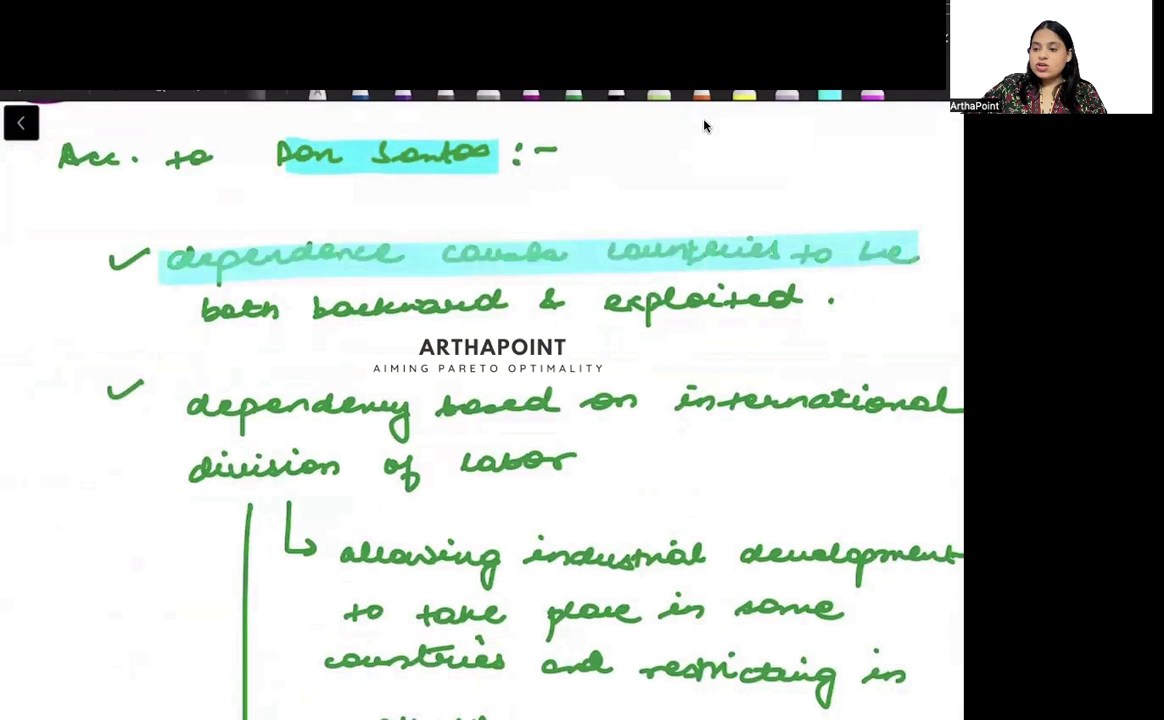 ArthaPoint
Acc. to Don Santos :-
dependence causes countries to be
both backward & exploited.
ARTHAPOINT
AIMING PARETO OPTIMALITY
dependency based on international
division of labor
allowing industrial development
to take place in some
countries and restricting in